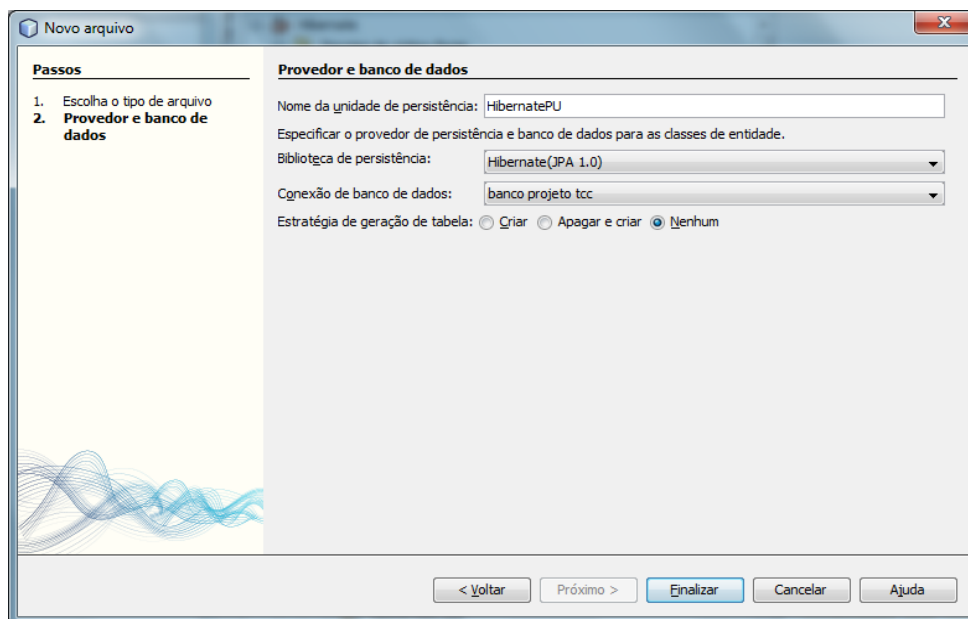 Novo arquivo
Passos
1. Escolha o tipo de arquivo
2. Provedor e banco de
dados
Provedor e banco de dados
Nome da unidade de persistência: HibernatePU
Especificar o provedor de persistência e banco de dados para as classes de entidade.
Biblioteca de persistência: Hibernate(JPA 1.0)
Conexão de banco de dados: banco projeto tcc
Estratégia de geração de tabela: Criar Apagar e criar Nenhum
< Voltar Próximo > Finalizar Cancelar Ajuda